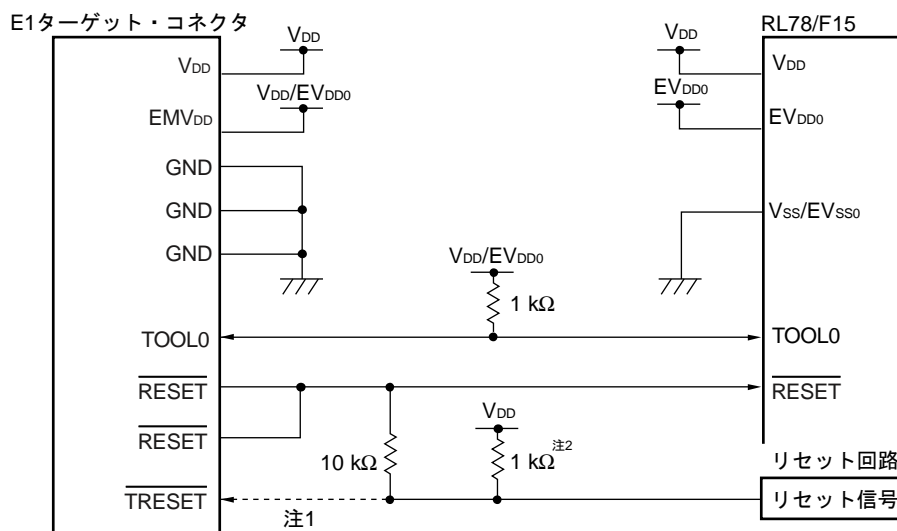 E1ターゲット・コネクタ
RL78/F15
VDD
VDD
VDD
VDD
VDD/EVDD0
EVDD0
EMVDD
EVDD0
GND
GND
VSS/EVSS0
GND
VDD/EVDD0
1 kΩ
TOOL0
TOOL0
RESET
RESET
VDD
RESET
10 kΩ
1 kΩ注2
リセット回路
TRESET
リセット信号
注1